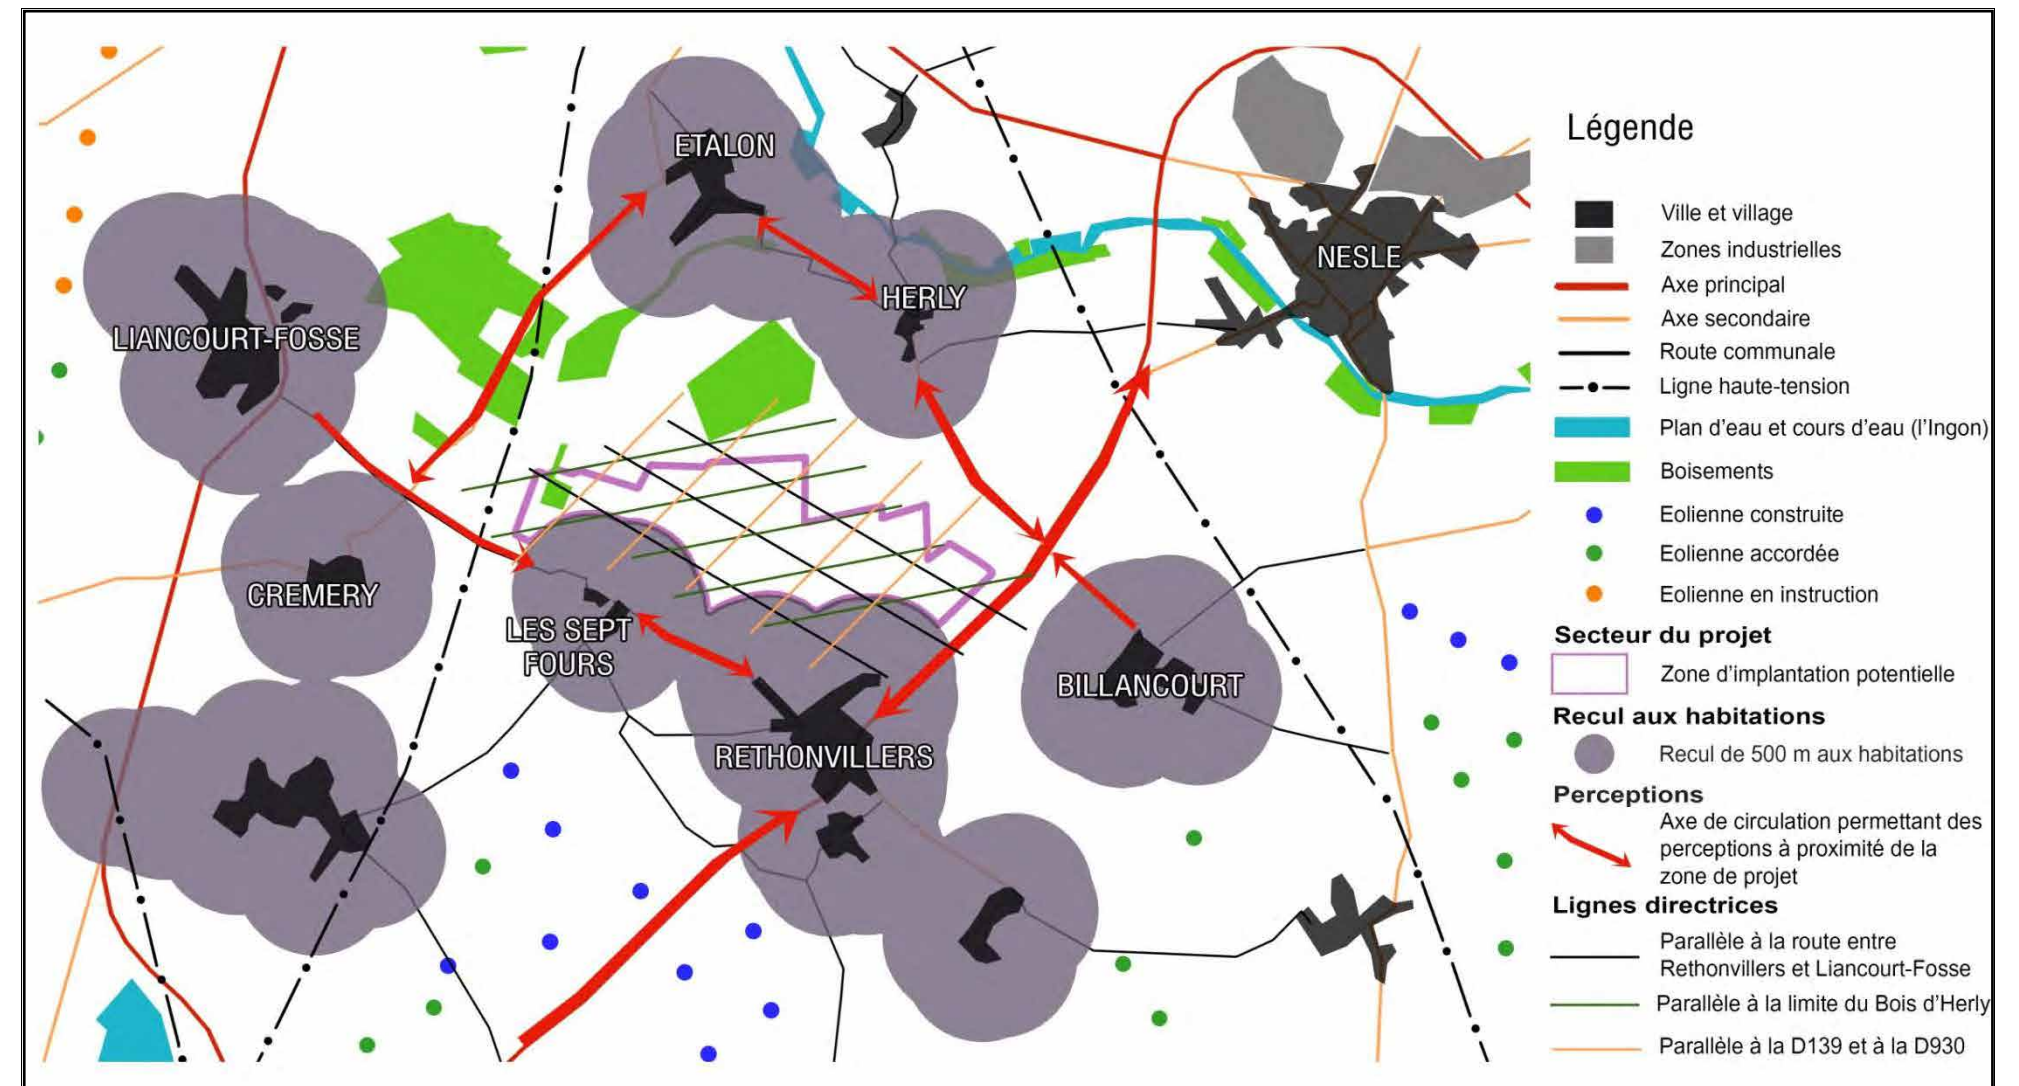 ETALON
HERLY
NESLE
LIANCOURT-FOSSE
CREMERY
LES SEPT
FOURS
BILLANCOURT
RETHONVILLERS
Légende
Ville et village
Zones industrielles
Axe principal
Axe secondaire
Route communale
Ligne haute-tension
Plan d'eau et cours d'eau (l'Ingon)
Boisements
Eolienne construite
Eolienne accordée
Eolienne en instruction
Secteur du projet
Zone d'implantation potentielle
Recul aux habitations
Recul de 500 m aux habitations
Perceptions
Axe de circulation permettant des
perceptions à proximité de la
zone de projet
Lignes directrices
Parallèle à la route entre
Rethonvillers et Liancourt-Fosse
Parallèle à la limite du Bois d'Herly
Parallèle à la D139 et à la D930